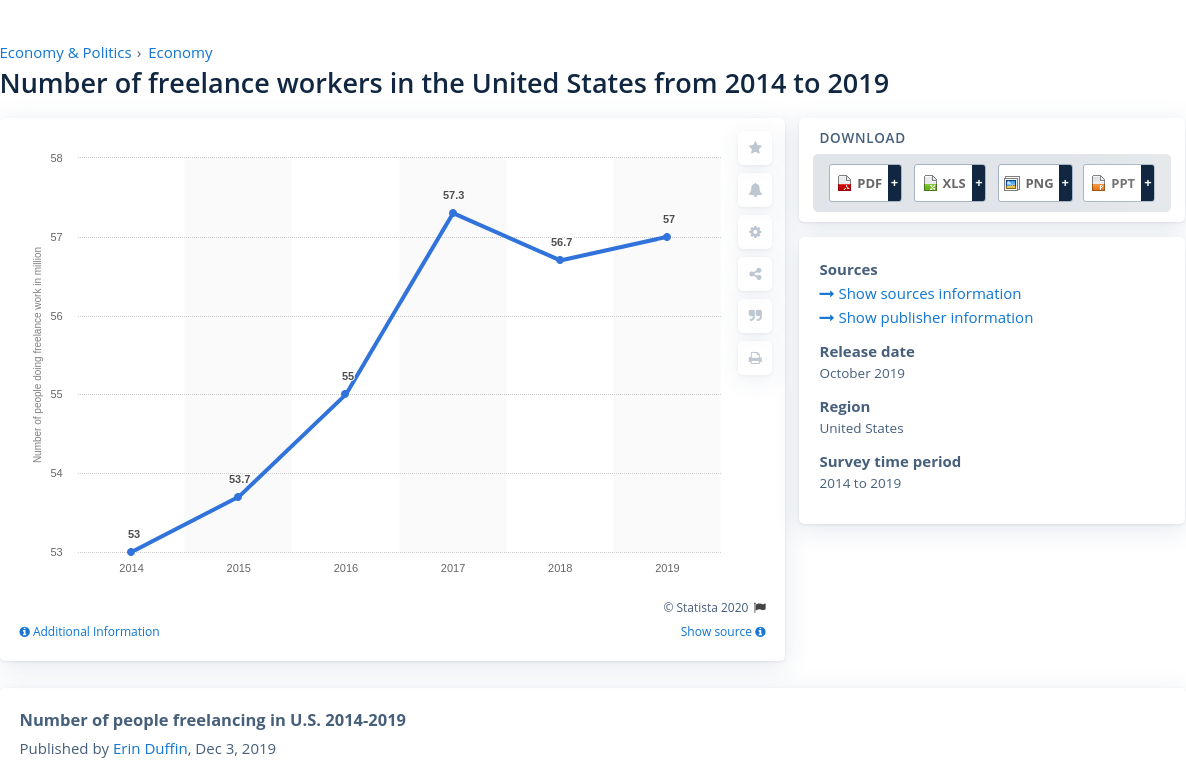 Economy & Politics › Economy
Number of freelance workers in the United States from 2014 to 2019
58
57
56
55
54
53
Number of people doing freelance work in million
53
53.7
55
57.3
56.7
57
2014 2015 2016 2017 2018 2019
© Statista 2020
Additional Information
Show source
DOWNLOAD
PDF + XLS + PNG + PPT +
Sources
Show sources information
Show publisher information
Release date
October 2019
Region
United States
Survey time period
2014 to 2019
Number of people freelancing in U.S. 2014-2019
Published by Erin Duffin, Dec 3, 2019